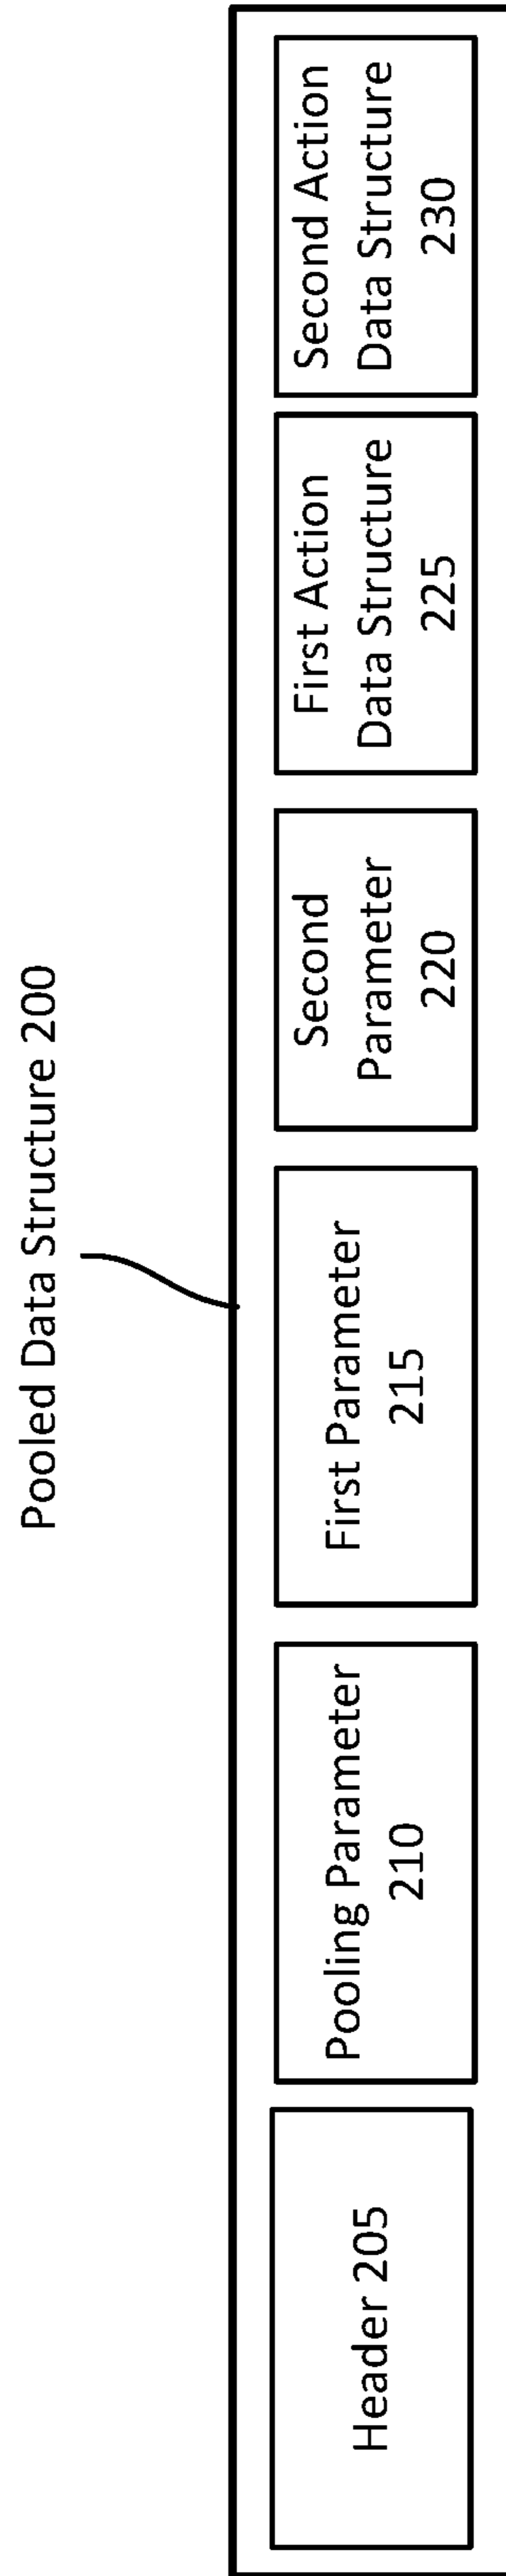 Pooled Data Structure 200
Header 205
Pooling Parameter
210
First Parameter
215
Second
Parameter
220
First Action
Data Structure
225
Second Action
Data Structure
230